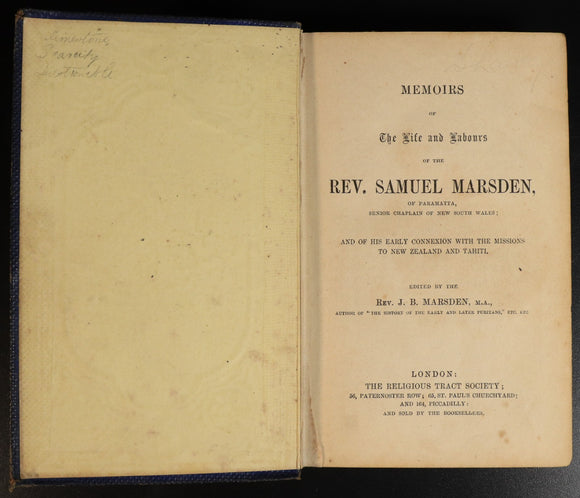 limestone
Scarcity
MEMOIRS
OF
The Life and Labours
OF THE
REV. SAMUEL MARSDEN,
OF PARAMATTA,
SENIOR CHAPLAIN OF NEW SOUTH WALES;
AND OF HIS EARLY CONNEXION WITH THE MISSIONS
TO NEW ZEALAND AND TAHITI.
EDITED BY THE
REV. J. B. MARSDEN, M.A.,
AUTHOR OF "THE HISTORY OF THE EARLY AND LATER PURITANS," ETC. ETC
LONDON:
THE RELIGIOUS TRACT SOCIETY;
56, PATERNOSTER ROW; 65, ST. PAUL'S CHURCHYARD;
AND 164, PICCADILLY:
AND SOLD BY THE BOOKSELLERS.